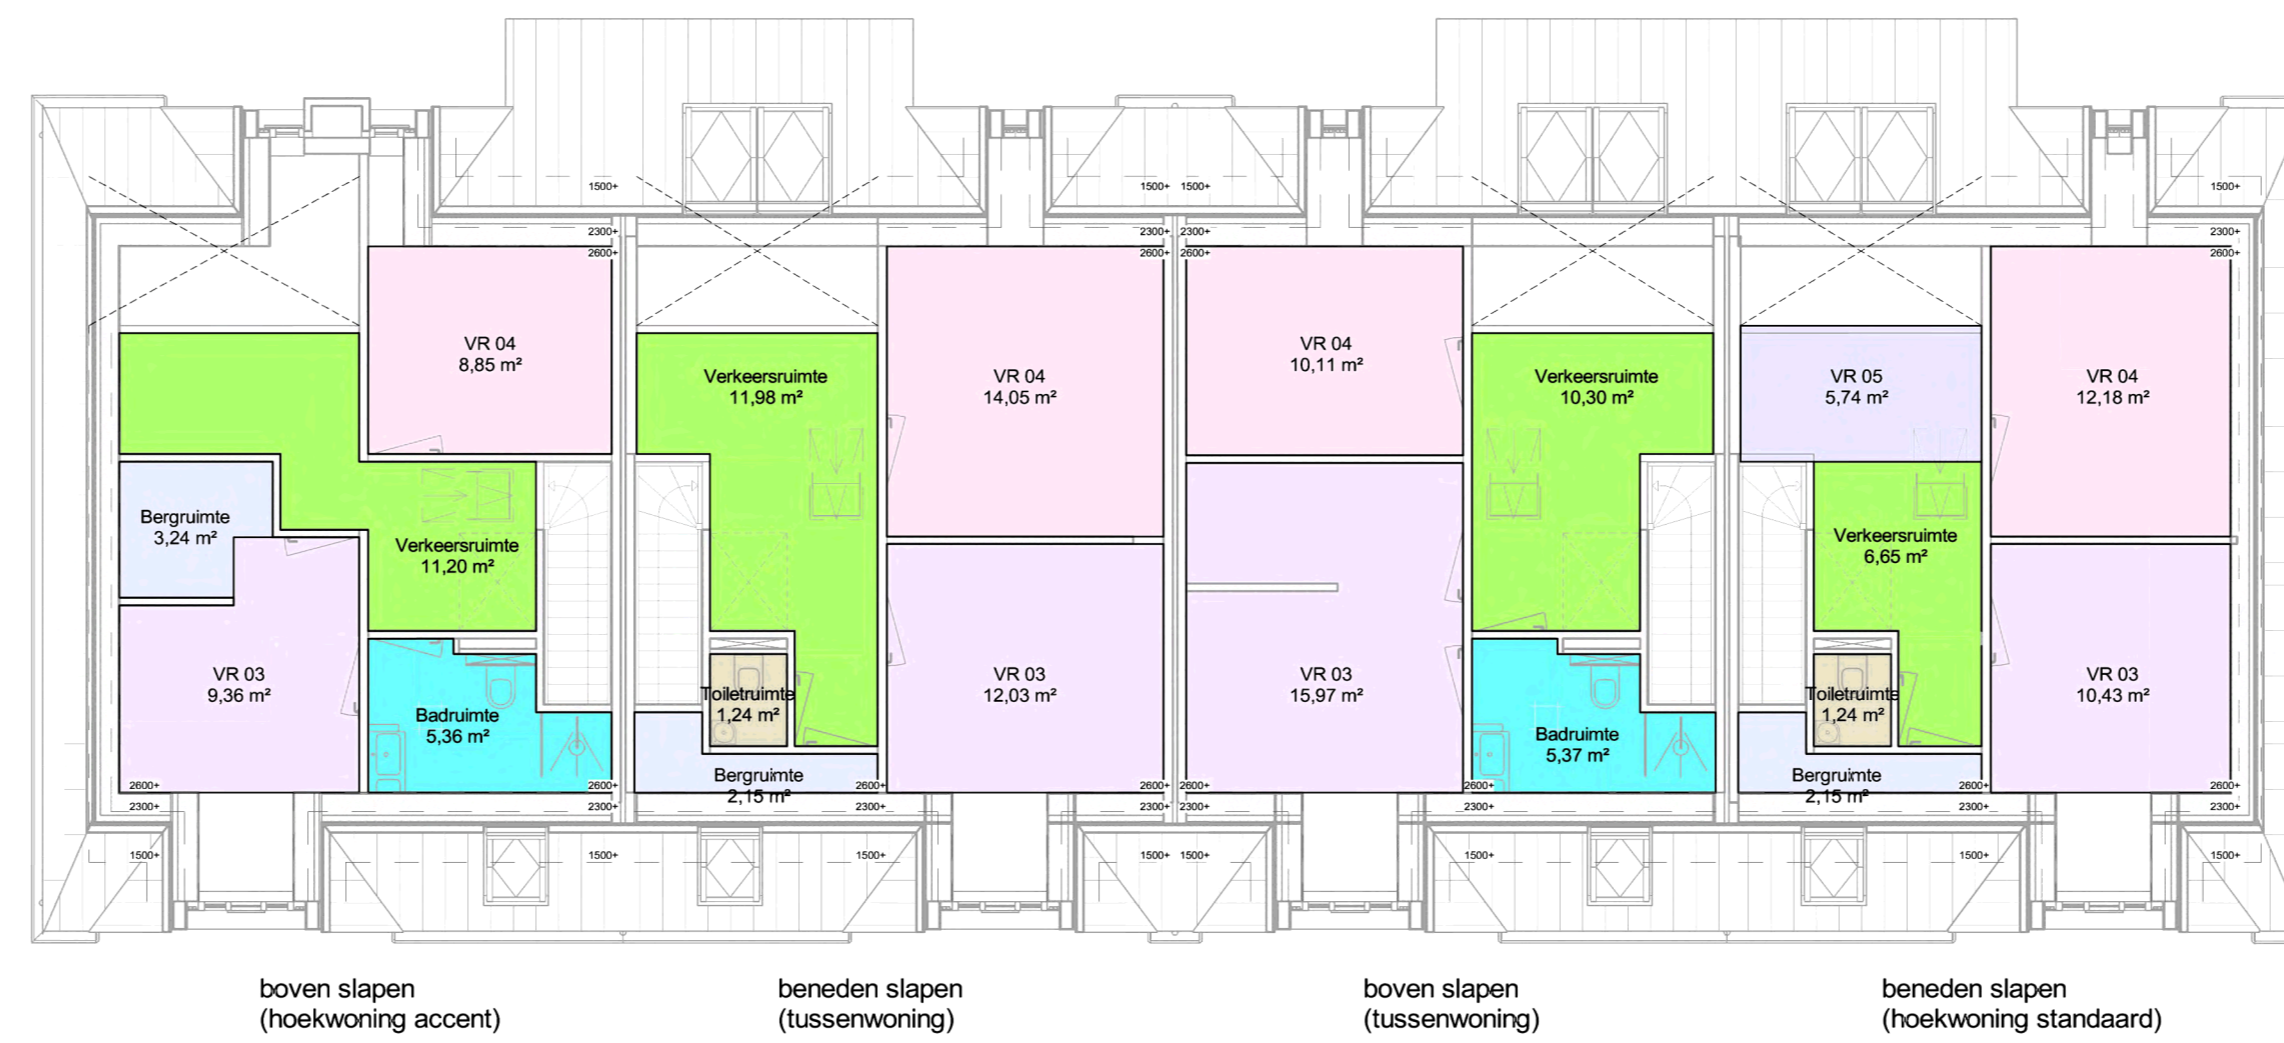 1500+
1500+ 1500+
1500+
2300+
2300+ 2300+
2300+
2600+
2600+ 2600+
2600+
VR 04
8,85 m²
Verkeersruimte
11,98 m²
VR 04
14,05 m²
VR 04
10,11 m²
Verkeersruimte
10,30 m²
VR 05
5,74 m²
VR 04
12,18 m²
Bergruimte
3,24 m²
Verkeersruimte
11,20 m²
Verkeersruimte
6,65 m²
VR 03
9,36 m²
Badruimte
5,36 m²
Toiletruimte
1,24 m²
VR 03
12,03 m²
VR 03
15,97 m²
Badruimte
5,37 m²
Toiletruimte
1,24 m²
VR 03
10,43 m²
Bergruimte
2,15 m²
Bergruimte
2,15 m²
2600+ 2600+ 2600+ 2600+ 2600+ 2600+ 2600+ 2600+
2300+ 2300+ 2300+ 2300+ 2300+ 2300+ 2300+ 2300+
1500+ 1500+ 1500+ 1500+ 1500+ 1500+ 1500+ 1500+
boven slapen
(hoekwoning accent)
beneden slapen
(tussenwoning)
boven slapen
(tussenwoning)
beneden slapen
(hoekwoning standaard)